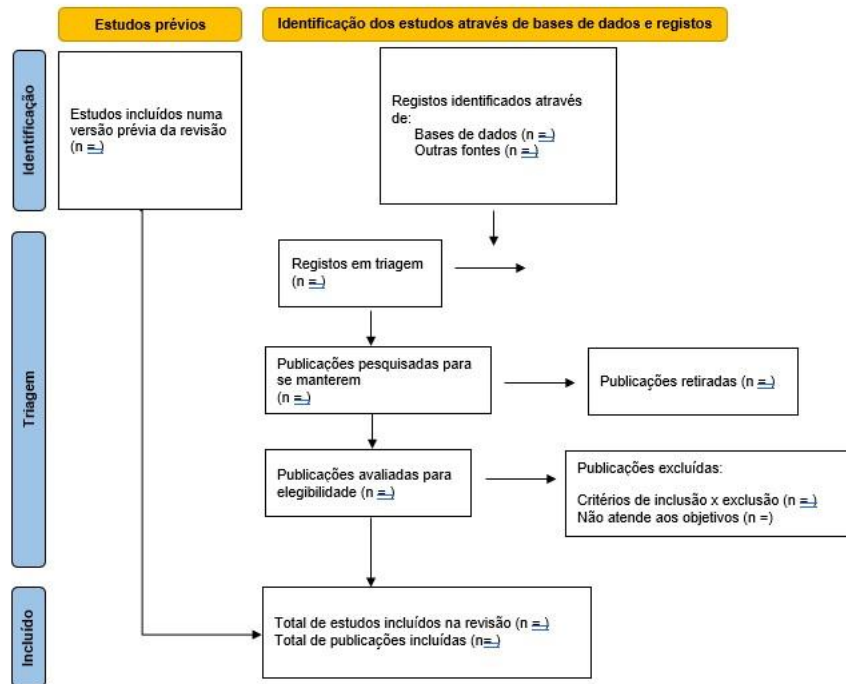 Estudos prévios
Identificação dos estudos através de bases de dados e registos
Identificação
Estudos incluídos numa
versão prévia da revisão
(n = )
Registos identificados através
de:
Bases de dados (n = )
Outras fontes (n = )
Triagem
Registos em triagem
(n = )
Publicações pesquisadas para
se manterem
(n = )
Publicações retiradas (n = )
Publicações avaliadas para
elegibilidade (n = )
Publicações excluídas:
Critérios de inclusão x exclusão (n = )
Não atende aos objetivos (n =)
Incluído
Total de estudos incluídos na revisão (n = )
Total de publicações incluídas (n= )